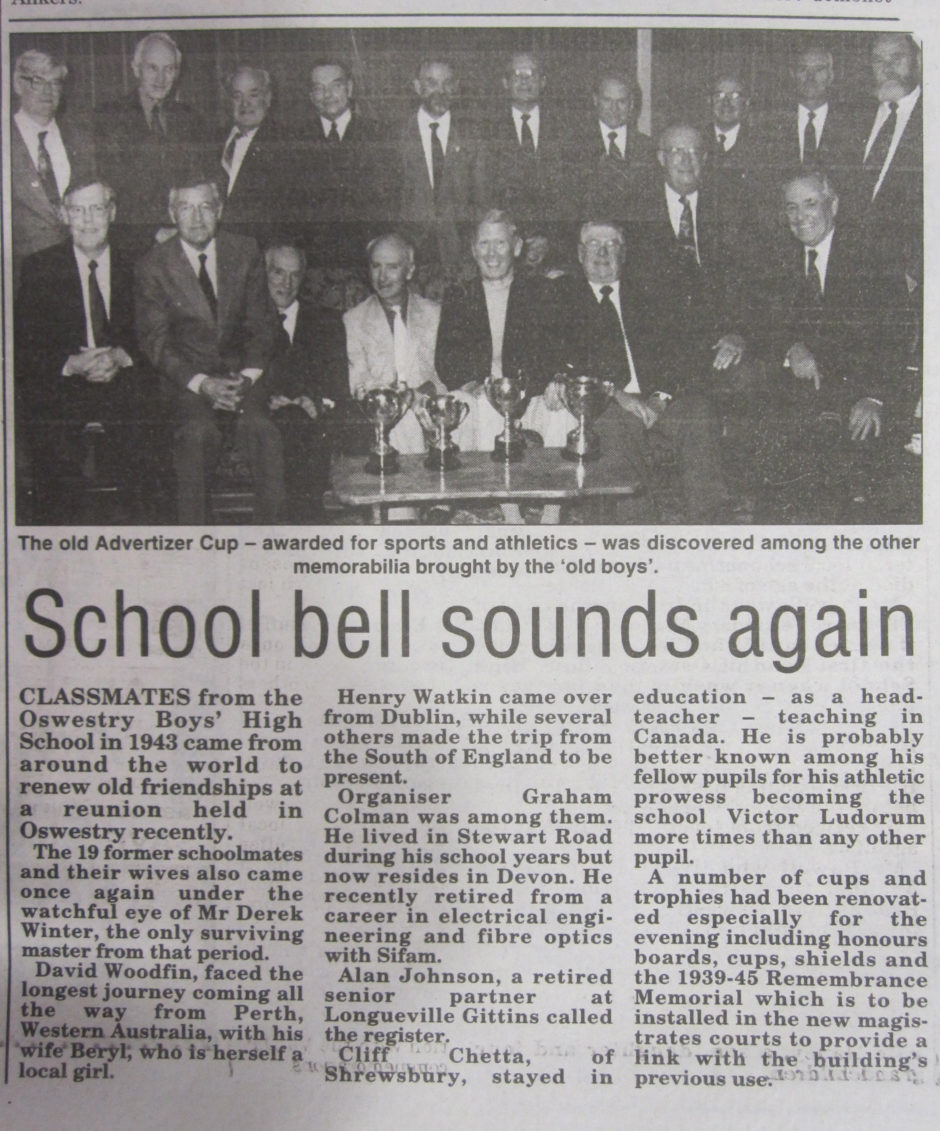 The old Advertizer Cup – awarded for sports and athletics – was discovered among the other
memorabilia brought by the ‘old boys’.
School bell sounds again
CLASSMATES from the
Oswestry Boys’ High
School in 1943 came from
around the world to
renew old friendships at
a reunion held in
Oswestry recently.
The 19 former schoolmates
and their wives also came
once again under the
watchful eye of Mr Derek
Winter, the only surviving
master from that period.
David Woodfin, faced the
longest journey coming all
the way from Perth,
Western Australia, with his
wife Beryl, who is herself a
local girl.
Henry Watkin came over
from Dublin, while several
others made the trip from
the South of England to be
present.
Organiser Graham
Colman was among them.
He lived in Stewart Road
during his school years but
now resides in Devon. He
recently retired from a
career in electrical engi-
neering and fibre optics
with Sifam.
Alan Johnson, a retired
senior partner at
Longueville Gittins called
the register.
Cliff Chetta, of
Shrewsbury, stayed in
education – as a head-
teacher – teaching in
Canada. He is probably
better known among his
fellow pupils for his athletic
prowess becoming the
school Victor Ludorum
more times than any other
pupil.
A number of cups and
trophies had been renovat-
ed especially for the
evening including honours
boards, cups, shields and
the 1939-45 Remembrance
Memorial which is to be
installed in the new magis-
trates courts to provide a
link with the building’s
previous use.